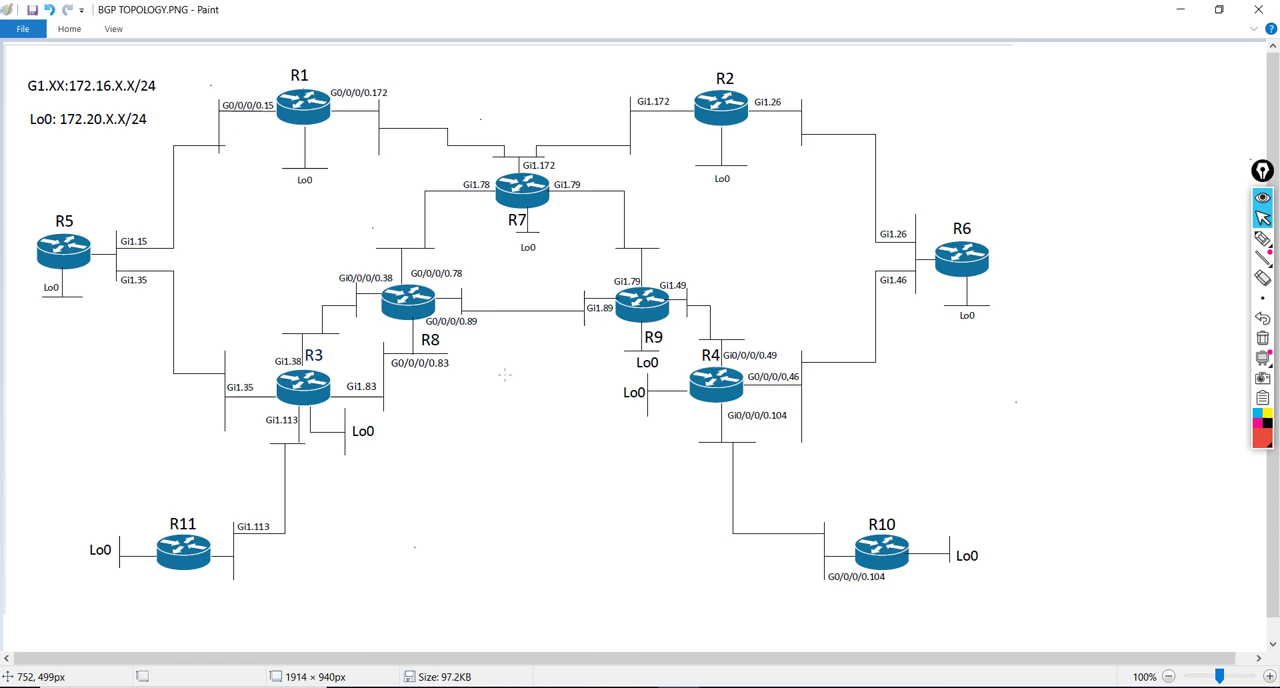 BGP TOPOLOGY.PNG - Paint
File Home View
G1.XX:172.16.X.X/24
Lo0: 172.20.X.X/24
R1
G0/0/0/0.15
G0/0/0/0.172
Lo0
R2
Gi1.172
Gi1.26
Lo0
Gi1.172
Gi1.78
Gi1.79
R7
Lo0
R5
Gi1.15
Gi1.35
Lo0
R6
Gi1.26
Gi1.46
Lo0
Gi0/0/0/0.38
G0/0/0/0.78
G0/0/0/0.89
R8
G0/0/0/0.83
Gi1.79
Gi1.49
Gi1.89
R9
Lo0
Gi1.38
R3
Gi1.35
Gi1.83
Gi1.113
Lo0
R4
Gi0/0/0/0.49
G0/0/0/0,46
Lo0
Gi0/0/0/0.104
R11
Gi1.113
Lo0
R10
Lo0
G0/0/0/0.104
752, 499px
1914 × 940px
Size: 97.2KB
100%